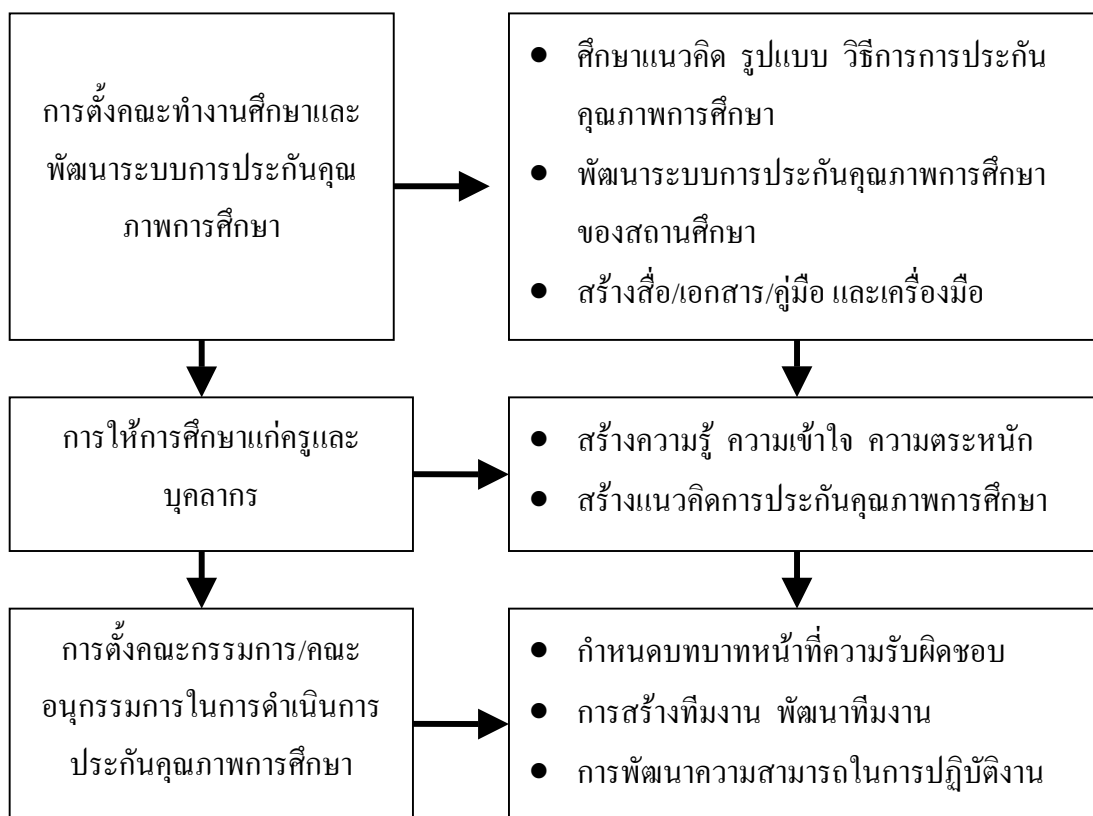 การตั้งคณะทำงานศึกษาและ
พัฒนาระบบการประกันคุณ
ภาพการศึกษา
● ศึกษาแนวคิด รูปแบบ วิธีการการประกัน
คุณภาพการศึกษา
● พัฒนาระบบการประกันคุณภาพการศึกษา
ของสถานศึกษา
● สร้างสื่อ/เอกสาร/คู่มือ และเครื่องมือ
การให้การศึกษาแก่ครูและ
บุคลากร
● สร้างความรู้ ความเข้าใจ ความตระหนัก
● สร้างแนวคิดการประกันคุณภาพการศึกษา
การตั้งคณะกรรมการ/คณะ
อนุกรรมการในการดำเนินการ
ประกันคุณภาพการศึกษา
● กำหนดบทบาทหน้าที่ความรับผิดชอบ
● การสร้างทีมงาน พัฒนาทีมงาน
● การพัฒนาความสามารถในการปฏิบัติงาน